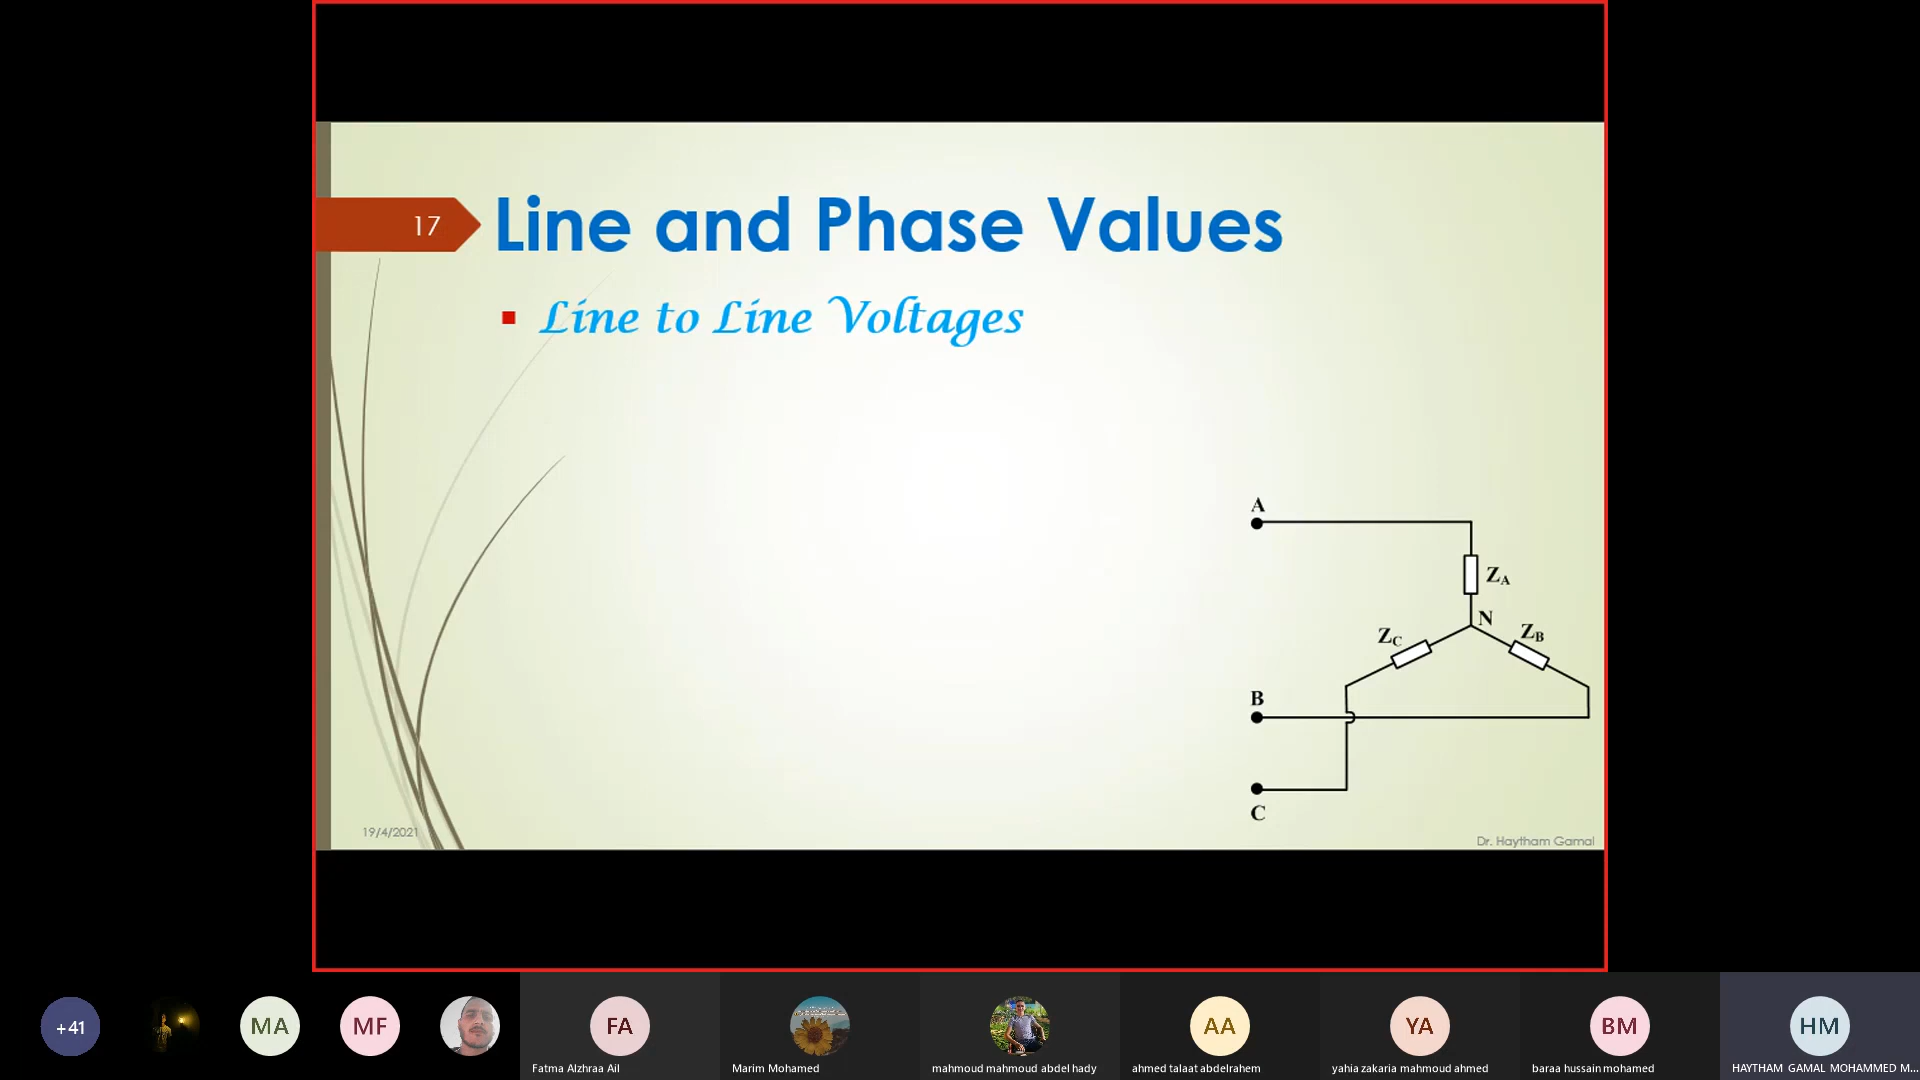 17
Line and Phase Values
Line to Line Voltages
A
ZA
N
ZC
ZB
B
C
19/4/2021
Dr. Haytham Gamal
+41
MA
MF
FA
AA
YA
BM
HM
Fatma Alzhraa Ail
Marim Mohamed
mahmoud mahmoud abdel hady
ahmed talaat abdelrahem
yahia zakaria mahmoud ahmed
baraa hussain mohamed
HAYTHAM GAMAL MOHAMMED M...